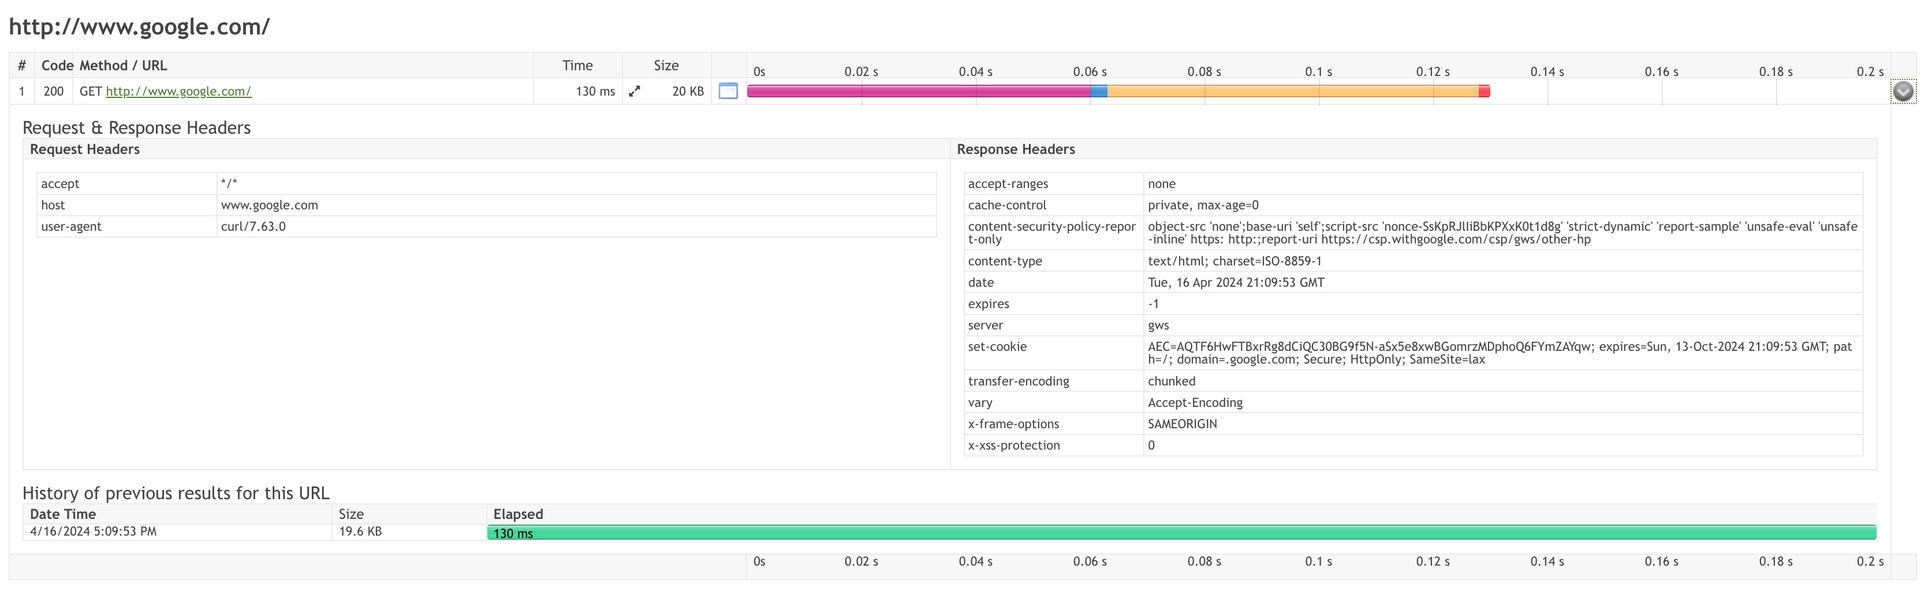 http://www.google.com/
# Code Method / URL Time Size 0s 0.02 s 0.04 s 0.06 s 0.08 s 0.1 s 0.12 s 0.14 s 0.16 s 0.18 s 0.2 s
1 200 GET http://www.google.com/ 130 ms 20 KB
Request & Response Headers
Request Headers
accept */*
host www.google.com
user-agent curl/7.63.0
Response Headers
accept-ranges none
cache-control private, max-age=0
content-security-policy-repor object-src 'none';base-uri 'self';script-src 'nonce-SsKpRJlIiBbKPXxK0t1d8g' 'strict-dynamic' 'report-sample' 'unsafe-eval' 'unsafe
t-only -inline' https: http:;report-uri https://csp.withgoogle.com/csp/gws/other-hp
content-type text/html; charset=ISO-8859-1
date Tue, 16 Apr 2024 21:09:53 GMT
expires -1
server gws
set-cookie AEC=AQTF6HwFTBxrRg8dCiQC30BG9f5N-aSx5e8xwBGomrzMDphoQ6FYmZAYqw; expires=Sun, 13-Oct-2024 21:09:53 GMT; pat
h=/; domain=.google.com; Secure; HttpOnly; SameSite=lax
transfer-encoding chunked
vary Accept-Encoding
x-frame-options SAMEORIGIN
x-xss-protection 0
History of previous results for this URL
Date Time Size Elapsed
4/16/2024 5:09:53 PM 19.6 KB 130 ms
0s 0.02 s 0.04 s 0.06 s 0.08 s 0.1 s 0.12 s 0.14 s 0.16 s 0.18 s 0.2 s